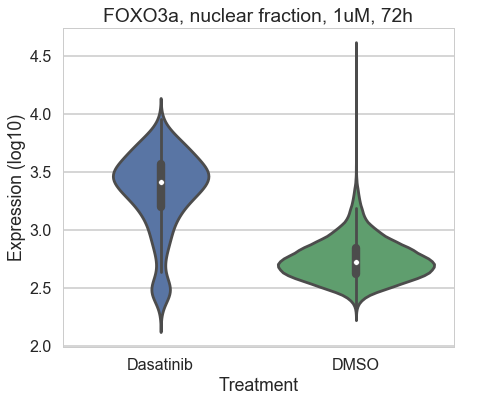 FOXO3a, nuclear fraction, 1uM, 72h
4.5
4.0
3.5
3.0
2.5
2.0
Expression (log10)
Dasatinib DMSO
Treatment